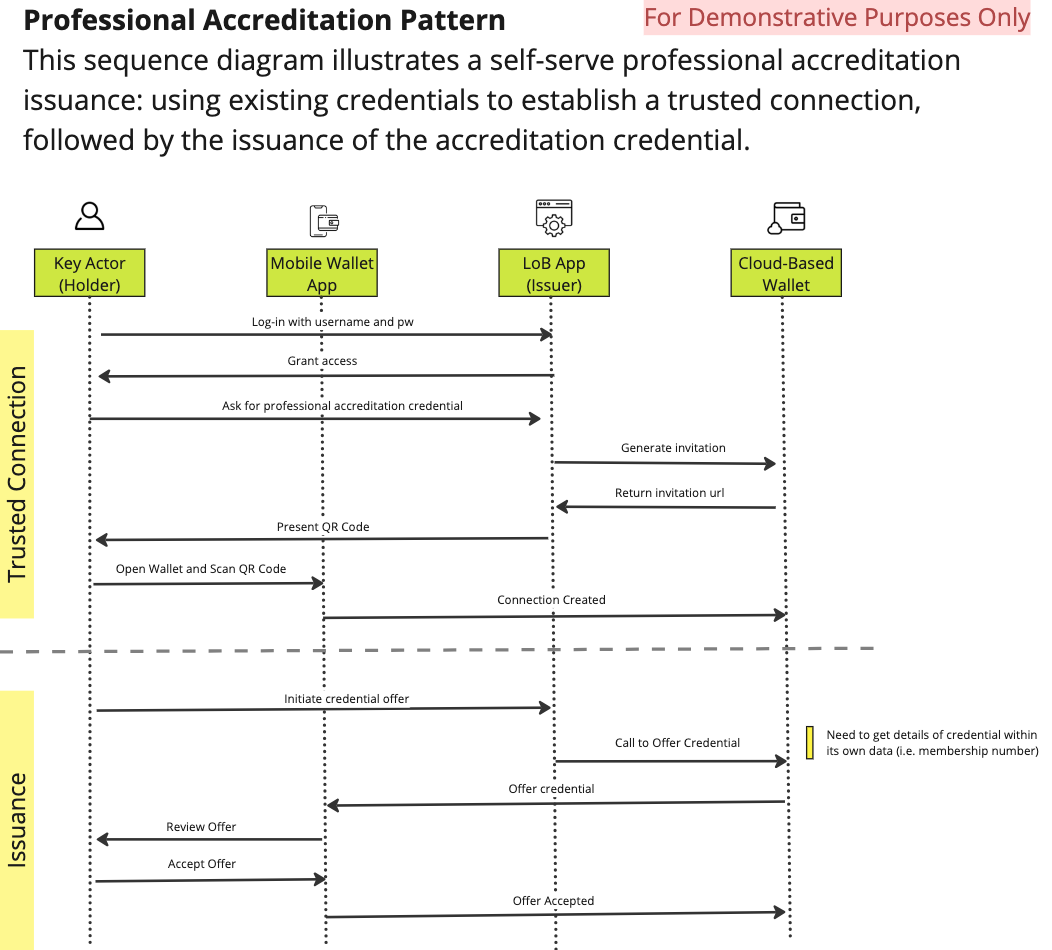 Professional Accreditation Pattern
For Demonstrative Purposes Only
This sequence diagram illustrates a self-serve professional accreditation
issuance: using existing credentials to establish a trusted connection,
followed by the issuance of the accreditation credential.
Key Actor
(Holder)
Mobile Wallet
App
LoB App
(Issuer)
Cloud-Based
Wallet
Trusted Connection
Log-in with username and pw
Grant access
Ask for professional accreditation credential
Generate invitation
Return invitation url
Present QR Code
Open Wallet and Scan QR Code
Connection Created
Issuance
Initiate credential offer
Call to Offer Credential
Need to get details of credential within
its own data (i.e. membership number)
Offer credential
Review Offer
Accept Offer
Offer Accepted